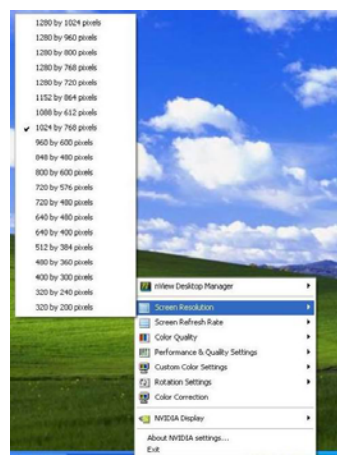 1280 by 1024 pixels
1280 by 960 pixels
1280 by 800 pixels
1280 by 768 pixels
1280 by 720 pixels
1152 by 864 pixels
1088 by 612 pixels
1024 by 768 pixels
960 by 600 pixels
848 by 480 pixels
800 by 600 pixels
720 by 576 pixels
720 by 480 pixels
640 by 480 pixels
640 by 400 pixels
512 by 384 pixels
480 by 360 pixels
400 by 300 pixels
320 by 240 pixels
320 by 200 pixels
nView Desktop Manager
Screen Resolution
Screen Refresh Rate
Color Quality
Performance & Quality Settings
Custom Color Settings
Rotation Settings
Color Correction
NVIDIA Display
About NVIDIA settings...
Exit